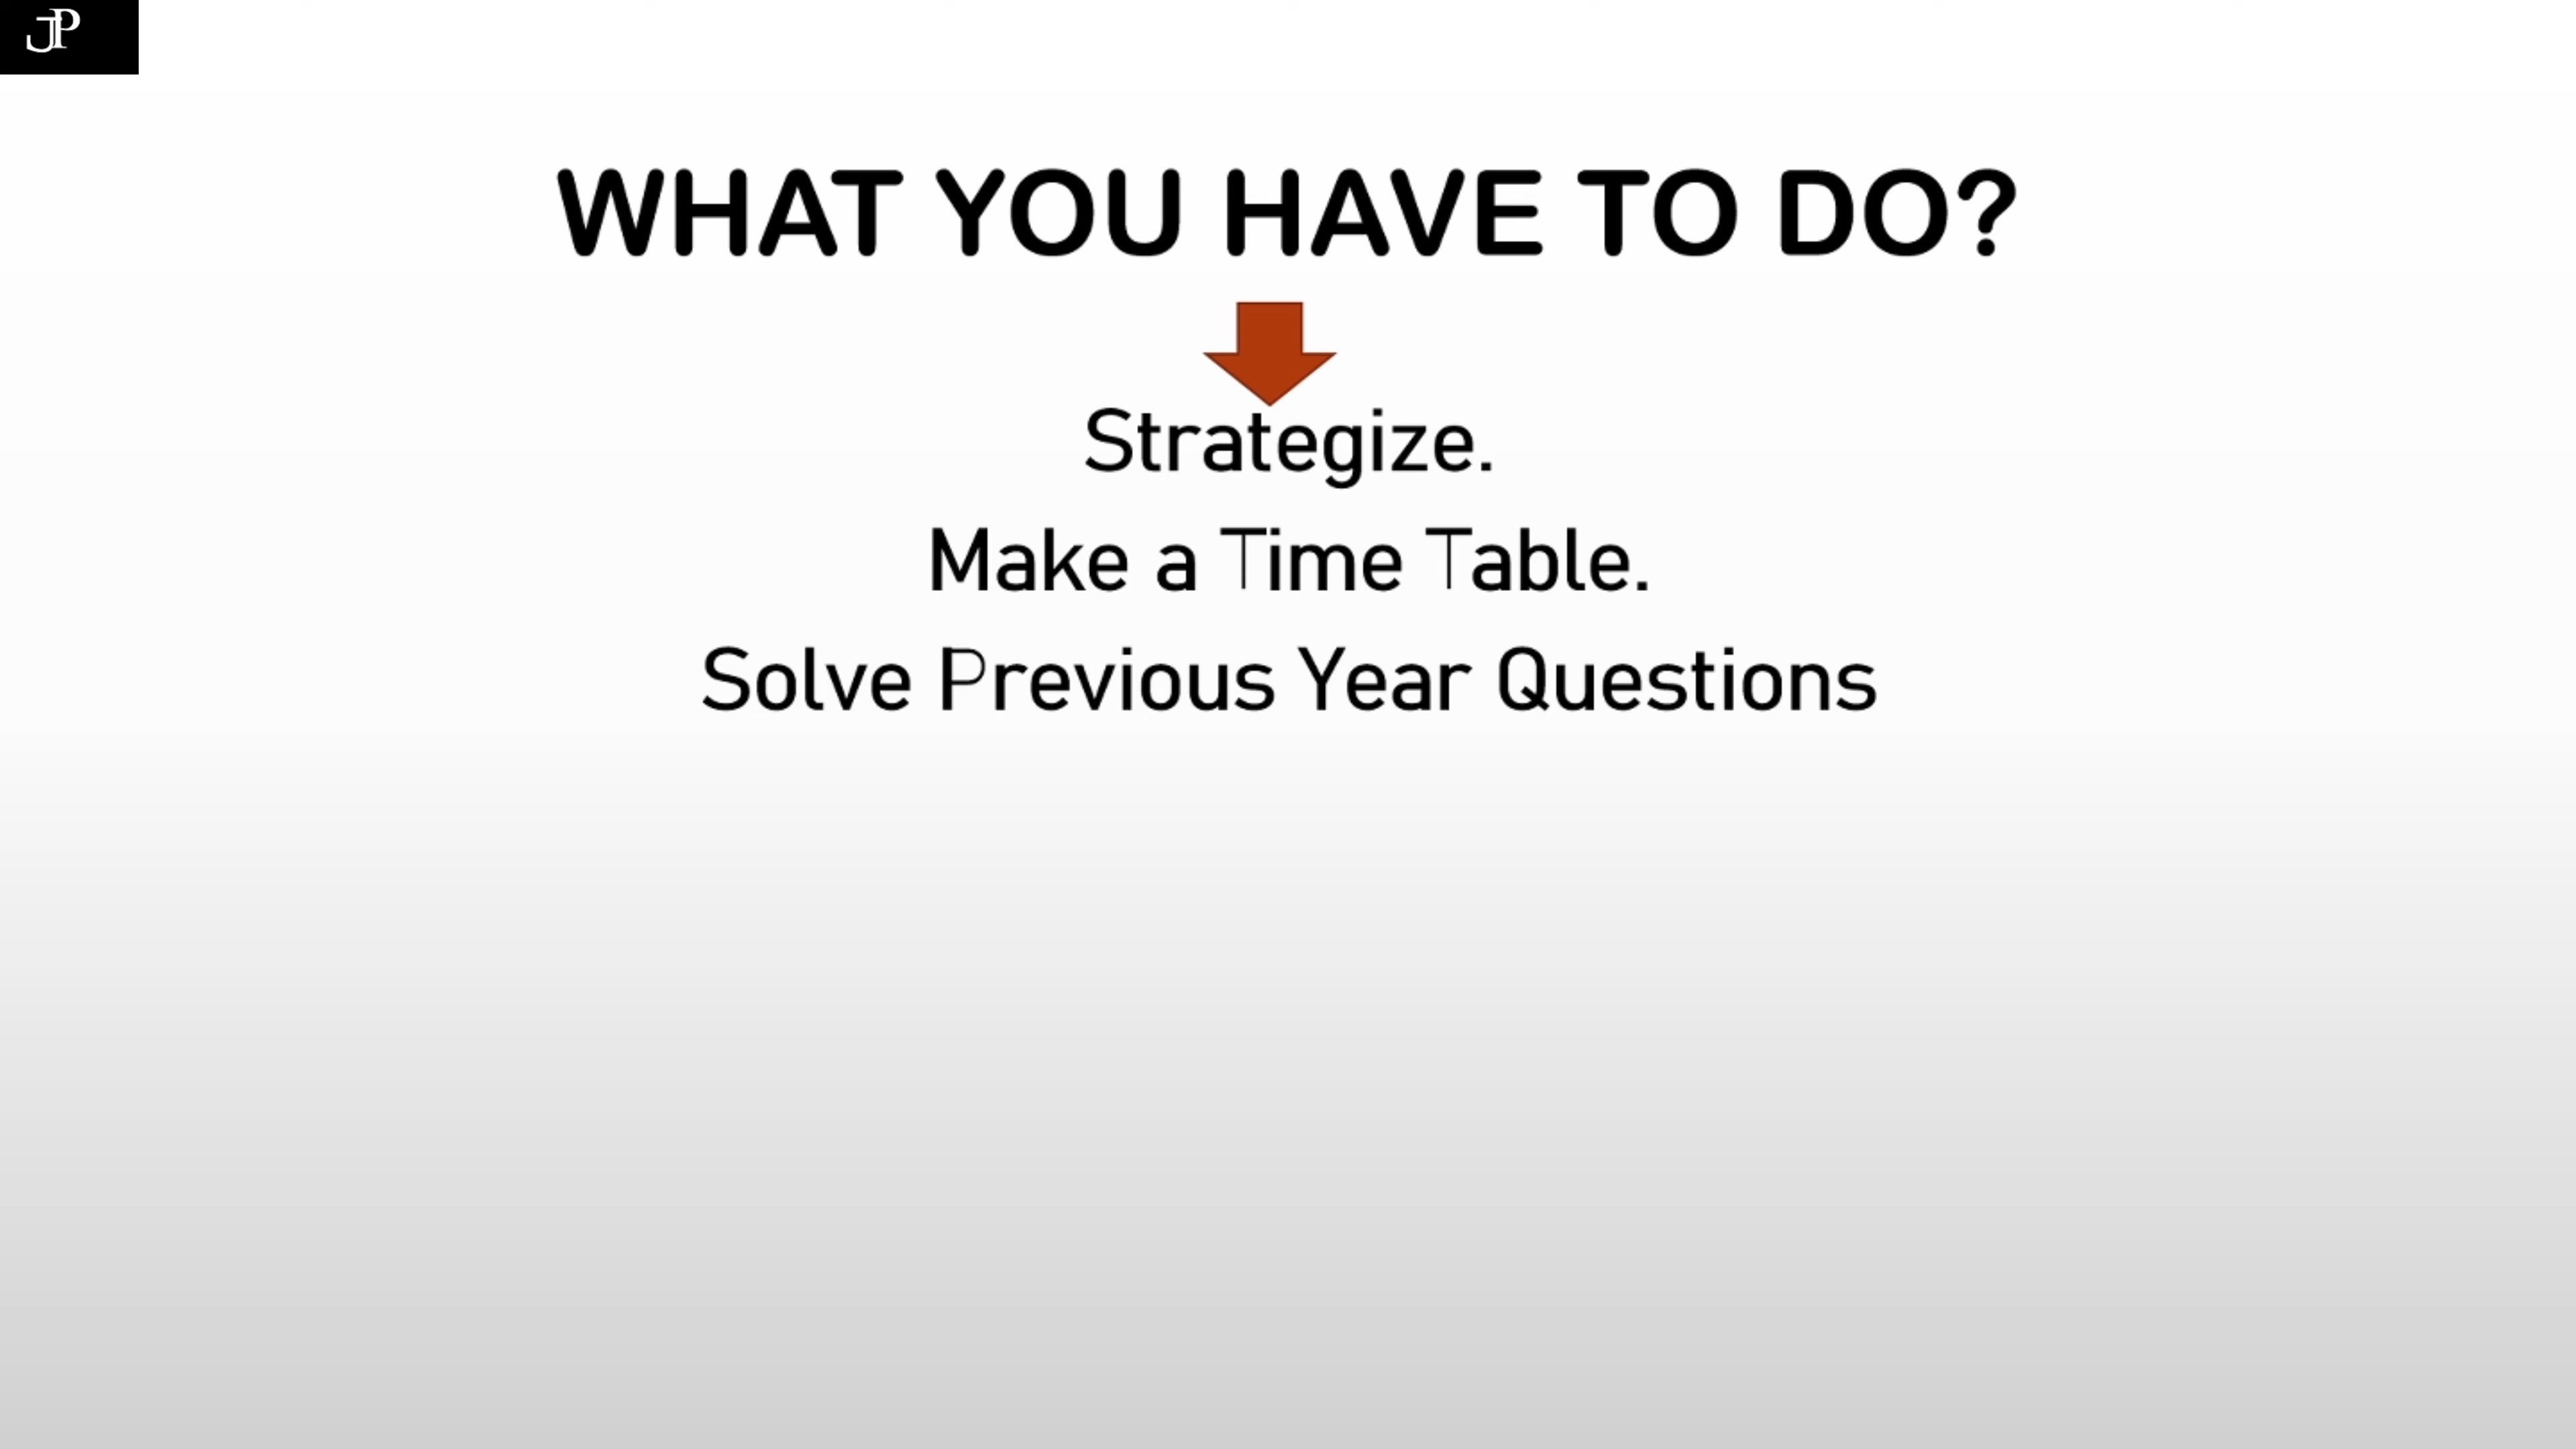 JP
WHAT YOU HAVE TO DO?
Strategize.
Make a Time Table.
Solve Previous Year Questions